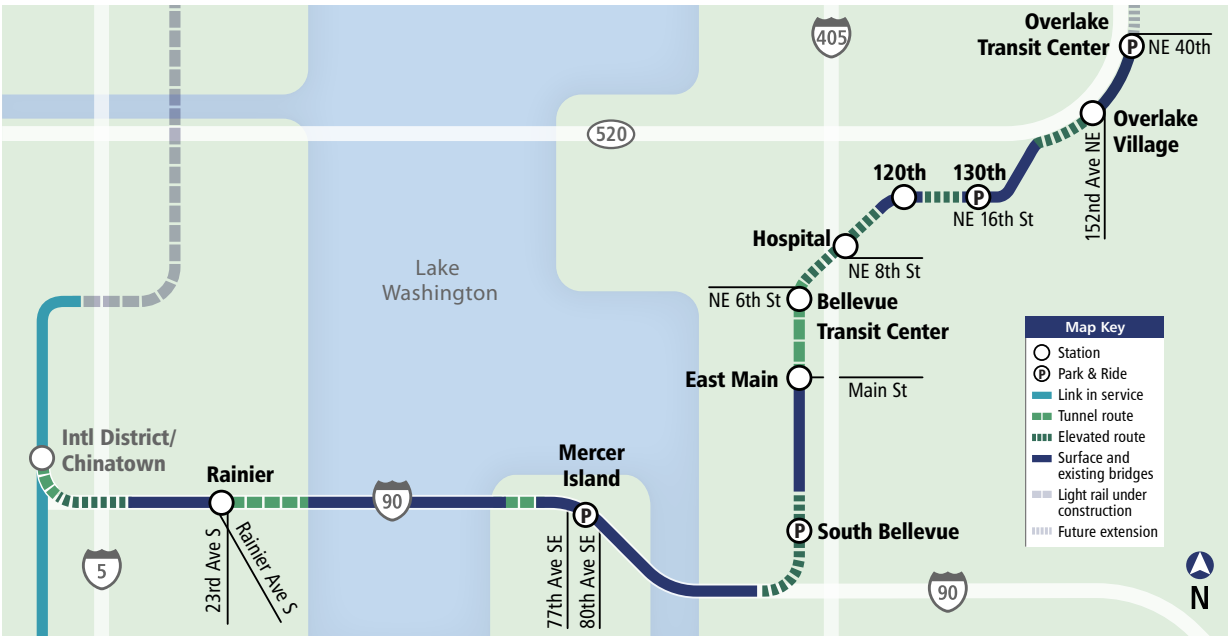 Overlake
Transit Center
P
NE 40th
405
520
Overlake
Village
152nd Ave NE
120th
130th
P
NE 16th St
Hospital
NE 8th St
Lake
Washington
NE 6th St
Bellevue
Transit Center
East Main
Main St
Map Key
Station
P Park & Ride
Link in service
Tunnel route
Elevated route
Surface and
existing bridges
Light rail under
construction
Future extension
Intl District/
Chinatown
Rainier
23rd Ave S
Rainier Ave S
5
90
Mercer
Island
P
77th Ave SE
80th Ave SE
P
South Bellevue
90
N